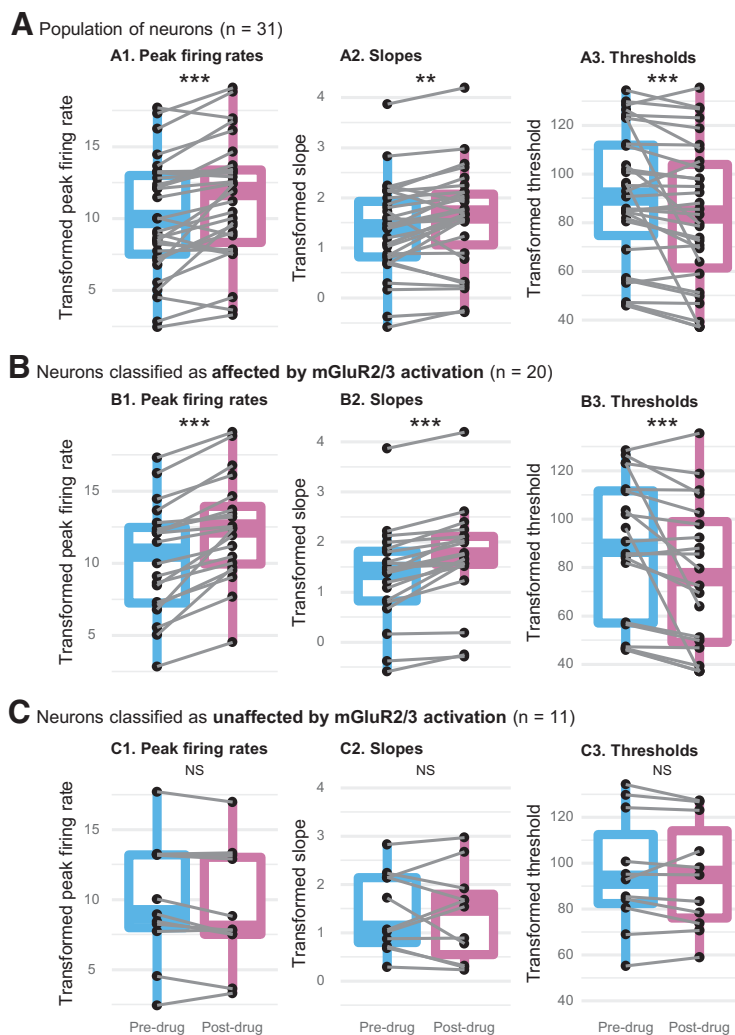 A Population of neurons (n = 31)
A1. Peak firing rates
A2. Slopes
A3. Thresholds
***
**
***
Transformed peak firing rate
15
10
5
Transformed slope
4
3
2
1
0
Transformed threshold
120
100
80
60
40
B Neurons classified as affected by mGluR2/3 activation (n = 20)
B1. Peak firing rates
B2. Slopes
B3. Thresholds
***
***
***
Transformed peak firing rate
15
10
5
Transformed slope
4
3
2
1
0
Transformed threshold
120
100
80
60
40
C Neurons classified as unaffected by mGluR2/3 activation (n = 11)
C1. Peak firing rates
C2. Slopes
C3. Thresholds
NS
NS
NS
Transformed peak firing rate
15
10
5
Transformed slope
4
3
2
1
0
Transformed threshold
120
100
80
60
40
Pre-drug Post-drug
Pre-drug Post-drug
Pre-drug Post-drug